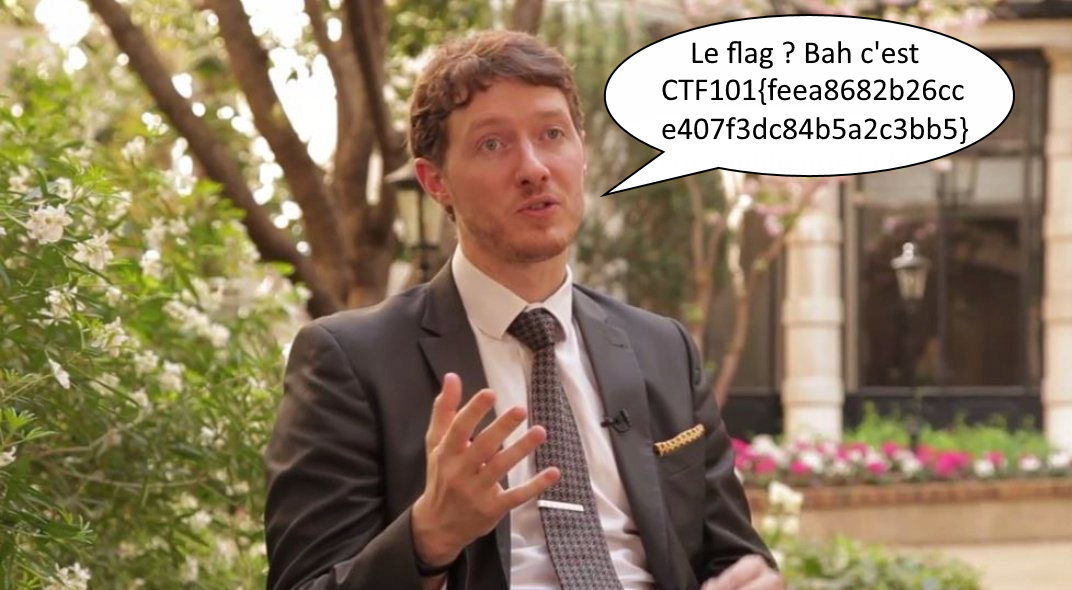 Le flag ? Bah c'est
CTF101{feea8682b26cc
e407f3dc84b5a2c3bb5}